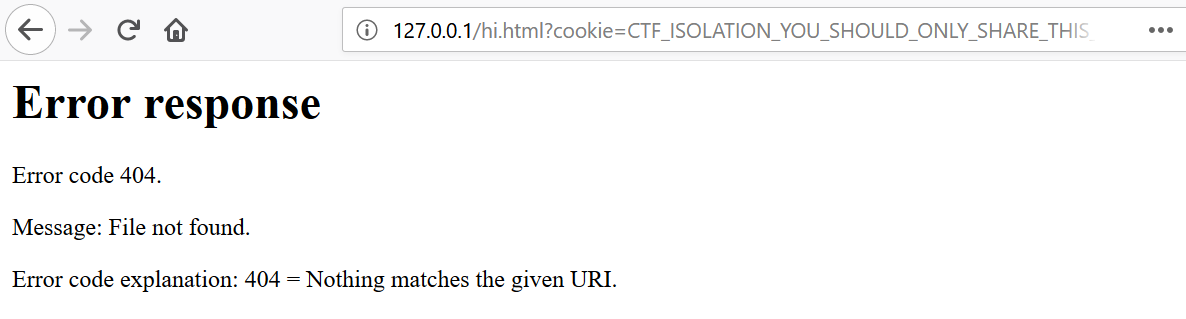 127.0.0.1/hi.html?cookie=CTF_ISOLATION_YOU_SHOULD_ONLY_SHARE_THIS_
Error response
Error code 404.
Message: File not found.
Error code explanation: 404 = Nothing matches the given URI.